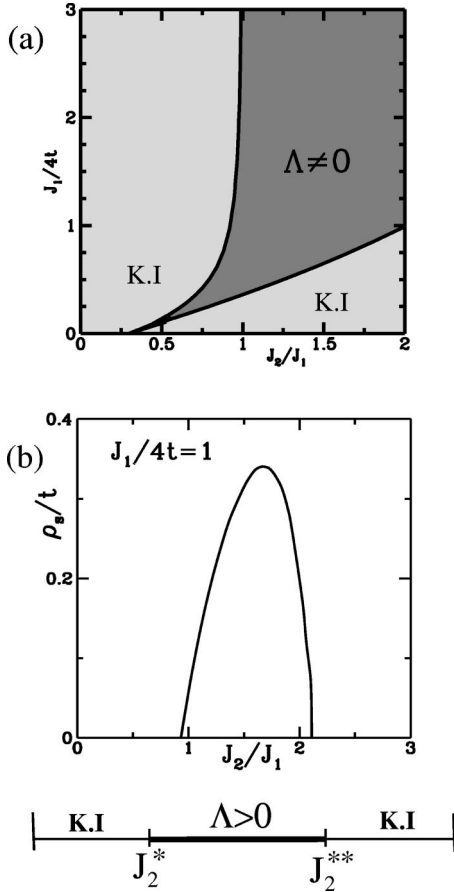 (a)
3
2
1
0
J₁/4t
Λ≠0
K.I
K.I
0 0.5 1 1.5 2
J₂/J₁
(b)
0.4
0.2
0
ρₛ/t
J₁/4t=1
0 1 2 3
J₂/J₁
K.I Λ>0 K.I
J₂* J₂**